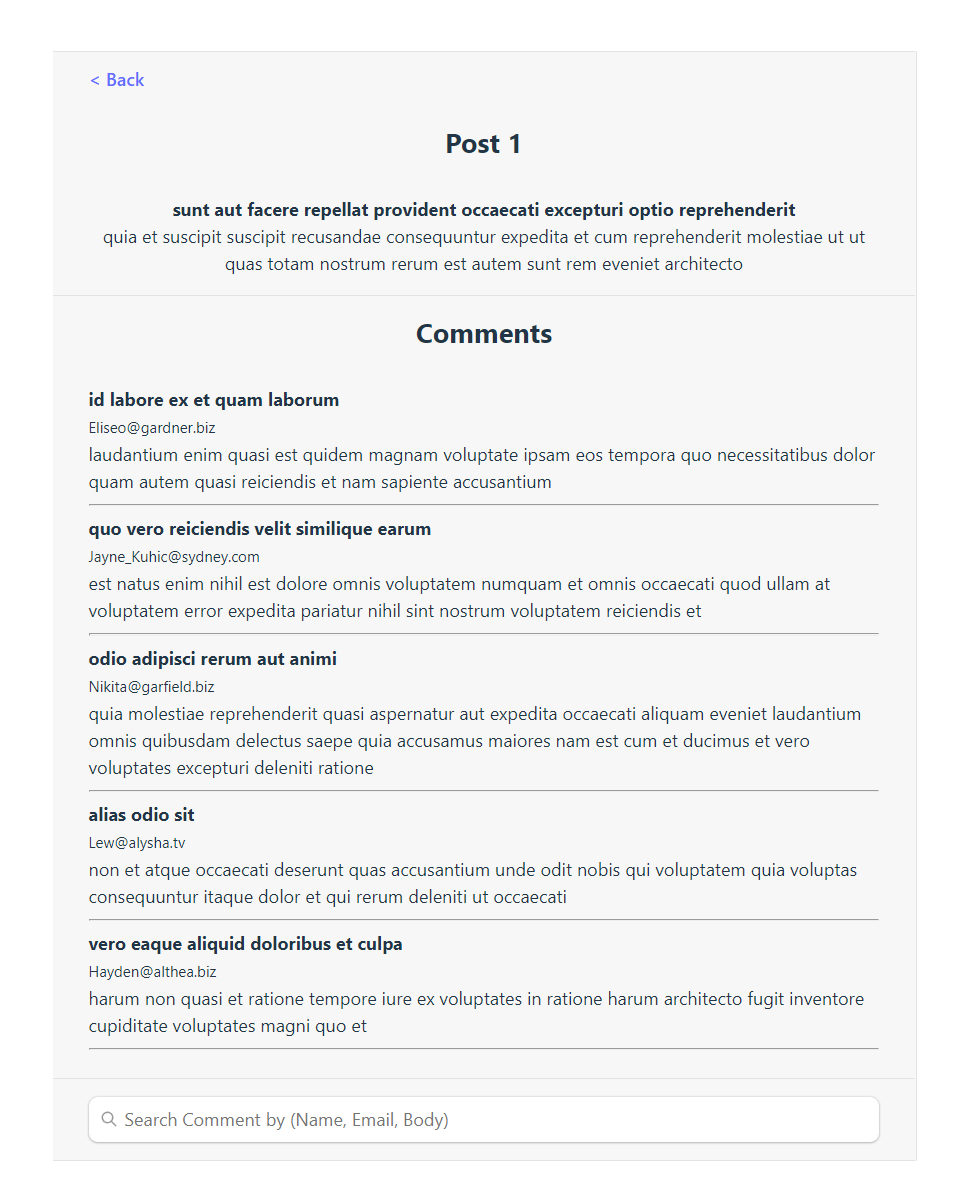 < Back
Post 1
sunt aut facere repellat provident occaecati excepturi optio reprehenderit
quia et suscipit suscipit recusandae consequuntur expedita et cum reprehenderit molestiae ut ut
quas totam nostrum rerum est autem sunt rem eveniet architecto
Comments
id labore ex et quam laborum
Eliseo@gardner.biz
laudantium enim quasi est quidem magnam voluptate ipsam eos tempora quo necessitatibus dolor
quam autem quasi reiciendis et nam sapiente accusantium
quo vero reiciendis velit similique earum
Jayne_Kuhic@sydney.com
est natus enim nihil est dolore omnis voluptatem numquam et omnis occaecati quod ullam at
voluptatem error expedita pariatur nihil sint nostrum voluptatem reiciendis et
odio adipisci rerum aut animi
Nikita@garfield.biz
quia molestiae reprehenderit quasi aspernatur aut expedita occaecati aliquam eveniet laudantium
omnis quibusdam delectus saepe quia accusamus maiores nam est cum et ducimus et vero
voluptates excepturi deleniti ratione
alias odio sit
Lew@alysha.tv
non et atque occaecati deserunt quas accusantium unde odit nobis qui voluptatem quia voluptas
consequuntur itaque dolor et qui rerum deleniti ut occaecati
vero eaque aliquid doloribus et culpa
Hayden@althea.biz
harum non quasi et ratione tempore iure ex voluptates in ratione harum architecto fugit inventore
cupiditate voluptates magni quo et
Search Comment by (Name, Email, Body)